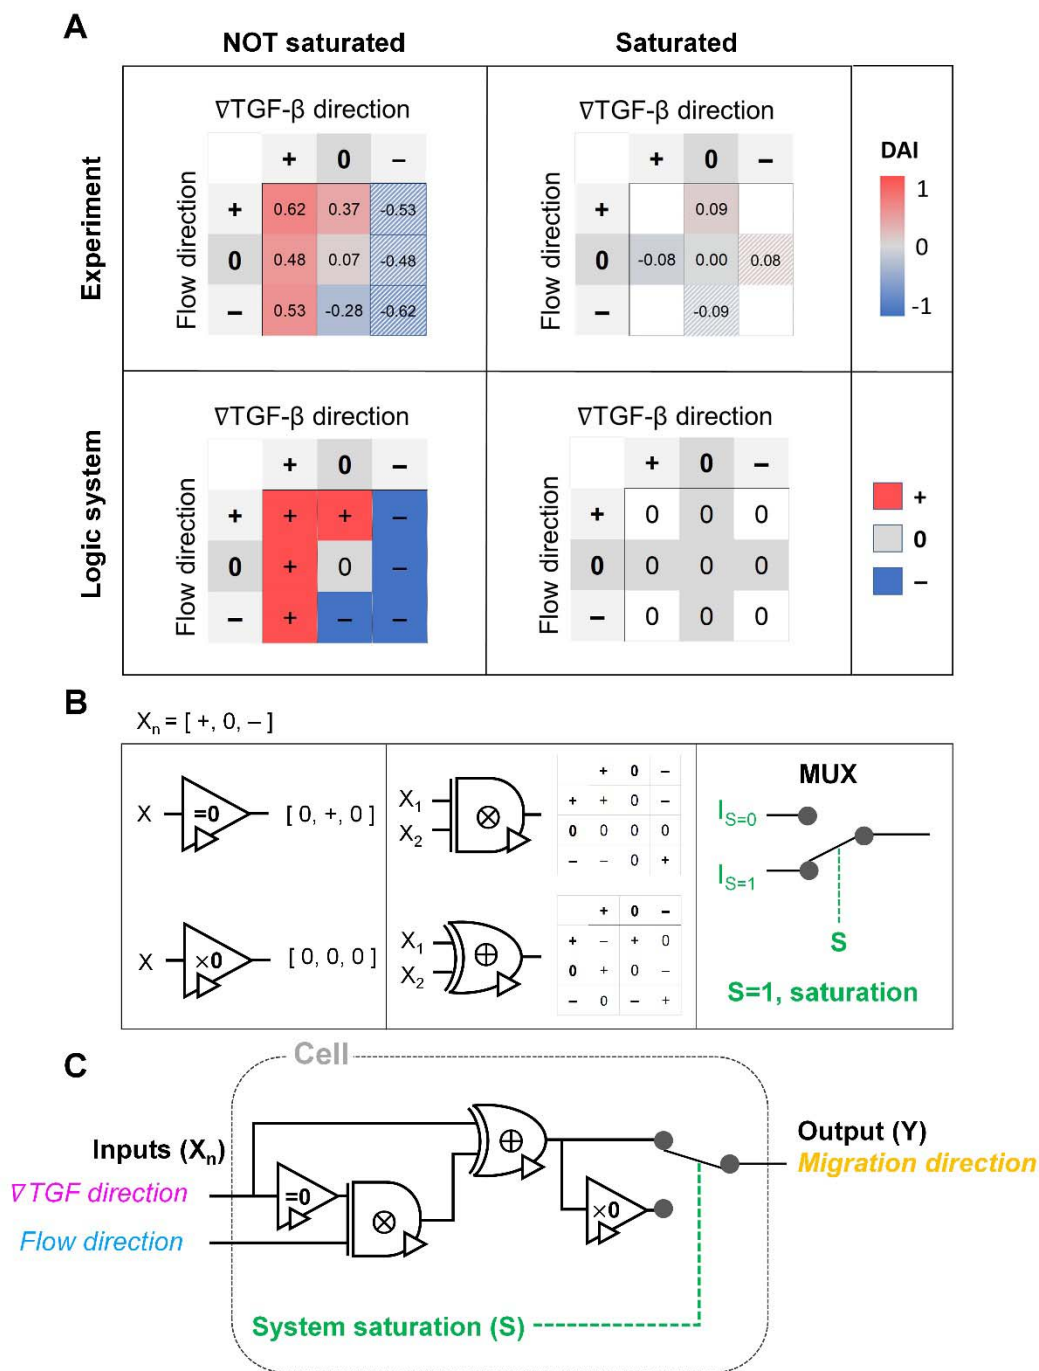 A
NOT saturated
Saturated
Experiment
∇TGF-β direction
Flow direction
+ 0 −
+ 0.62 0.37 -0.53
0 0.48 0.07 -0.48
− 0.53 -0.28 -0.62
∇TGF-β direction
Flow direction
+ 0 −
+ 0.09
0 -0.08 0.00 0.08
− -0.09
DAI
1
0
-1
Logic system
∇TGF-β direction
Flow direction
+ 0 −
+ + + −
0 + 0 −
− + − −
∇TGF-β direction
Flow direction
+ 0 −
+ 0 0 0
0 0 0 0
− 0 0 0
+
0
−
B
Xn = [ +, 0, − ]
X =0 [ 0, +, 0 ]
X ×0 [ 0, 0, 0 ]
X1
X2
⊗
+ 0 −
+ + 0 −
0 0 0 0
− − 0 +
X1
X2
⊕
+ 0 −
+ − + 0
0 + 0 −
− 0 − +
MUX
IS=0
IS=1
S
S=1, saturation
C
Cell
Inputs (Xn)
∇TGF direction
Flow direction
=0
⊗
⊕
×0
Output (Y)
Migration direction
System saturation (S)